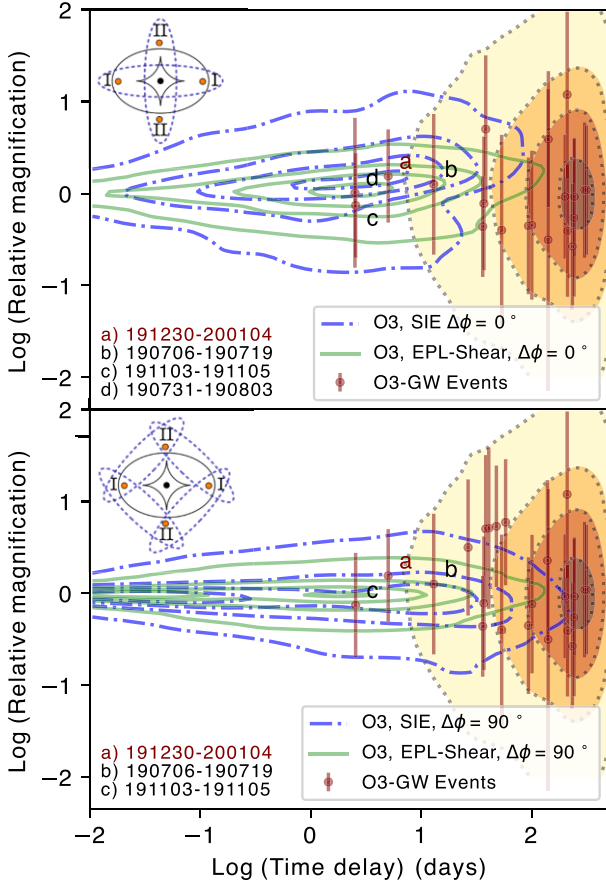 2
1
0
−1
−2
Log (Relative magnification)
II
I I
II
a
b
d
c
a) 191230-200104
b) 190706-190719
c) 191103-191105
d) 190731-190803
O3, SIE Δϕ = 0 °
O3, EPL-Shear, Δϕ = 0 °
O3-GW Events
2
1
0
−1
−2
Log (Relative magnification)
II
I I
II
a
b
c
a) 191230-200104
b) 190706-190719
c) 191103-191105
O3, SIE, Δϕ = 90 °
O3, EPL-Shear, Δϕ = 90 °
O3-GW Events
−2 −1 0 1 2
Log (Time delay) (days)